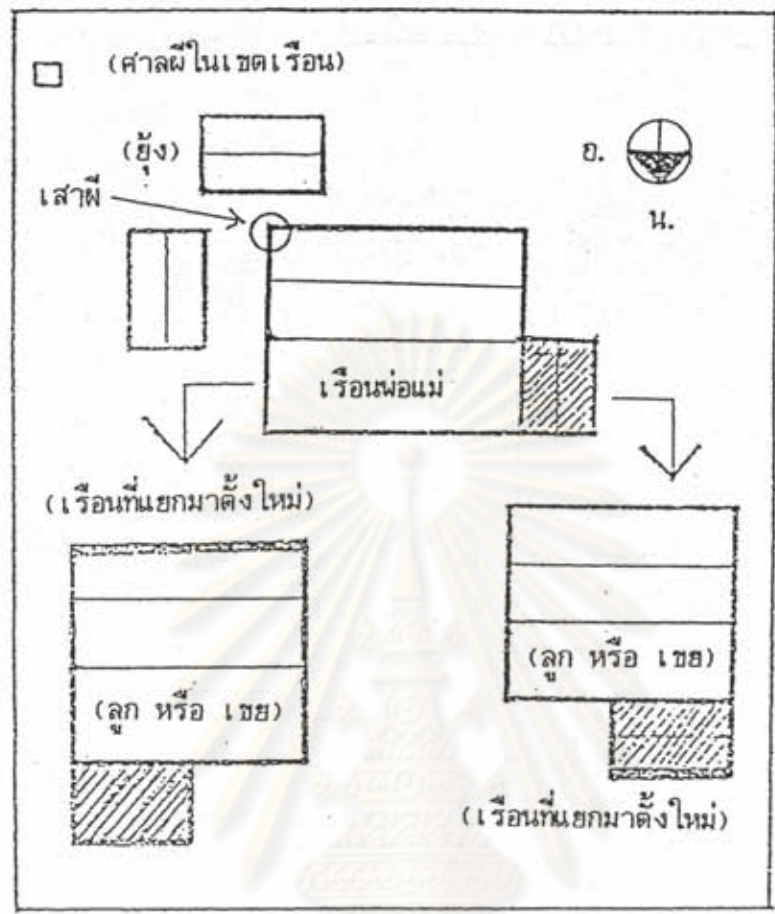 (ศาลผีในเขตเรือน)
(ยุ้ง)
อ.
เสาผี
น.
เรือนพ่อแม่
(เรือนที่แยกมาตั้งใหม่)
(ลูก หรือ เขย)
(ลูก หรือ เขย)
(เรือนที่แยกมาตั้งใหม่)